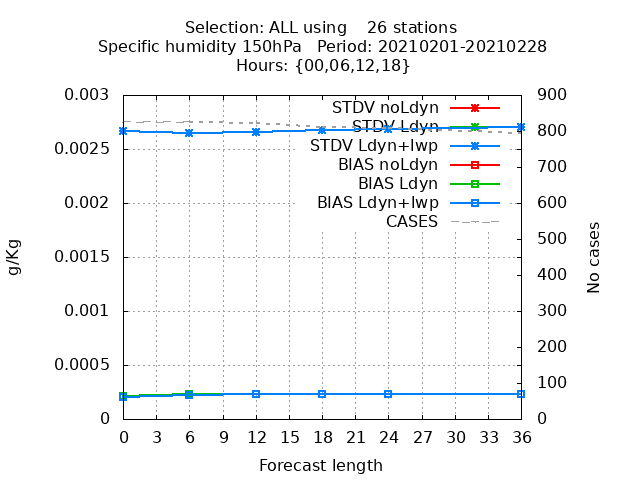 Selection: ALL using 26 stations
Specific humidity 150hPa Period: 20210201-20210228
Hours: {00,06,12,18}
g/Kg
0.003
0.0025
0.002
0.0015
0.001
0.0005
0
STDV noLdyn
STDV Ldyn
STDV Ldyn+lwp
BIAS noLdyn
BIAS Ldyn
BIAS Ldyn+lwp
CASES
900
800
700
600
500
400
300
200
100
0
No cases
0 3 6 9 12 15 18 21 24 27 30 33 36
Forecast length